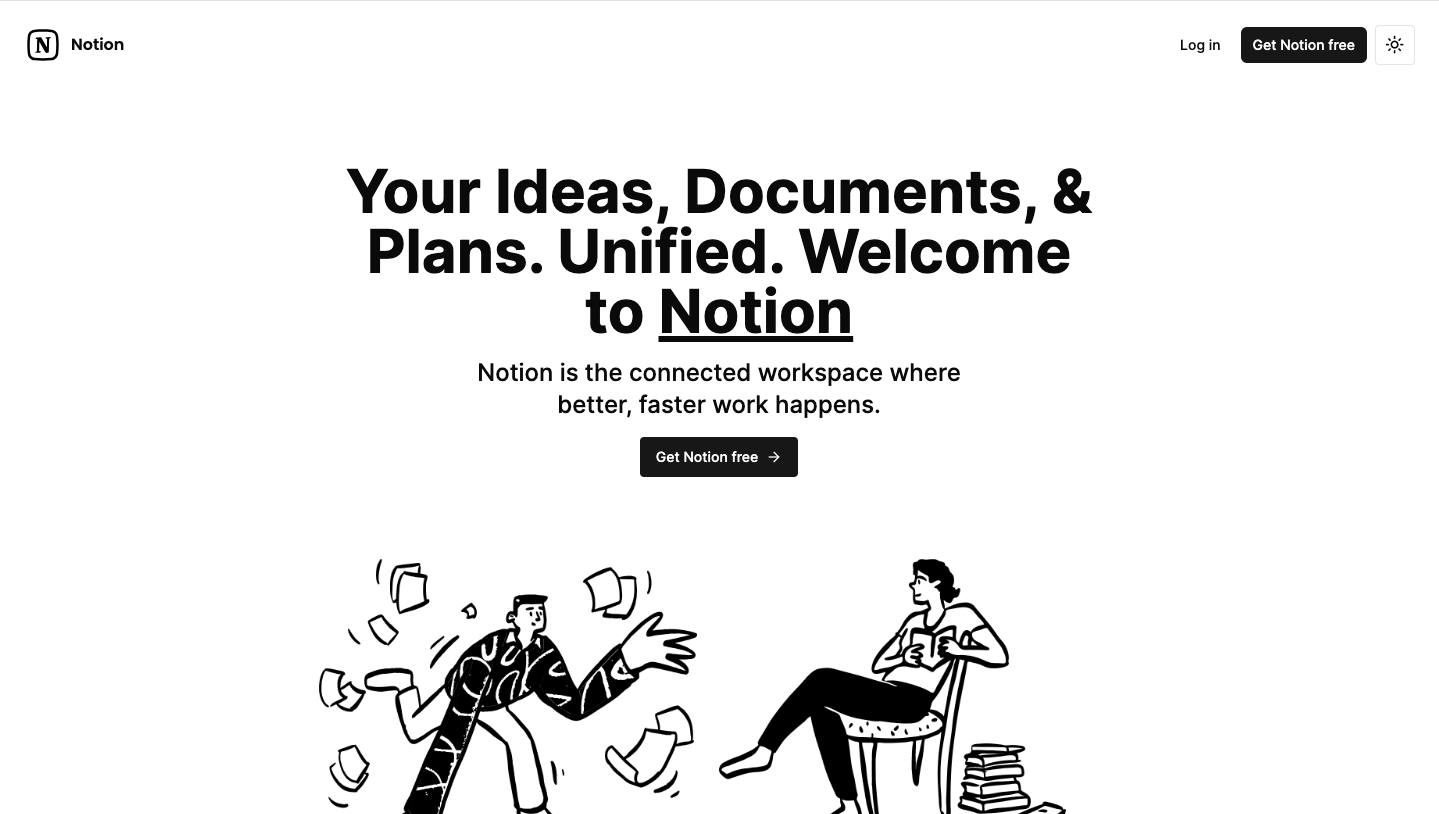 N Notion
Log in
Get Notion free
Your Ideas, Documents, &
Plans. Unified. Welcome
to Notion
Notion is the connected workspace where
better, faster work happens.
Get Notion free →